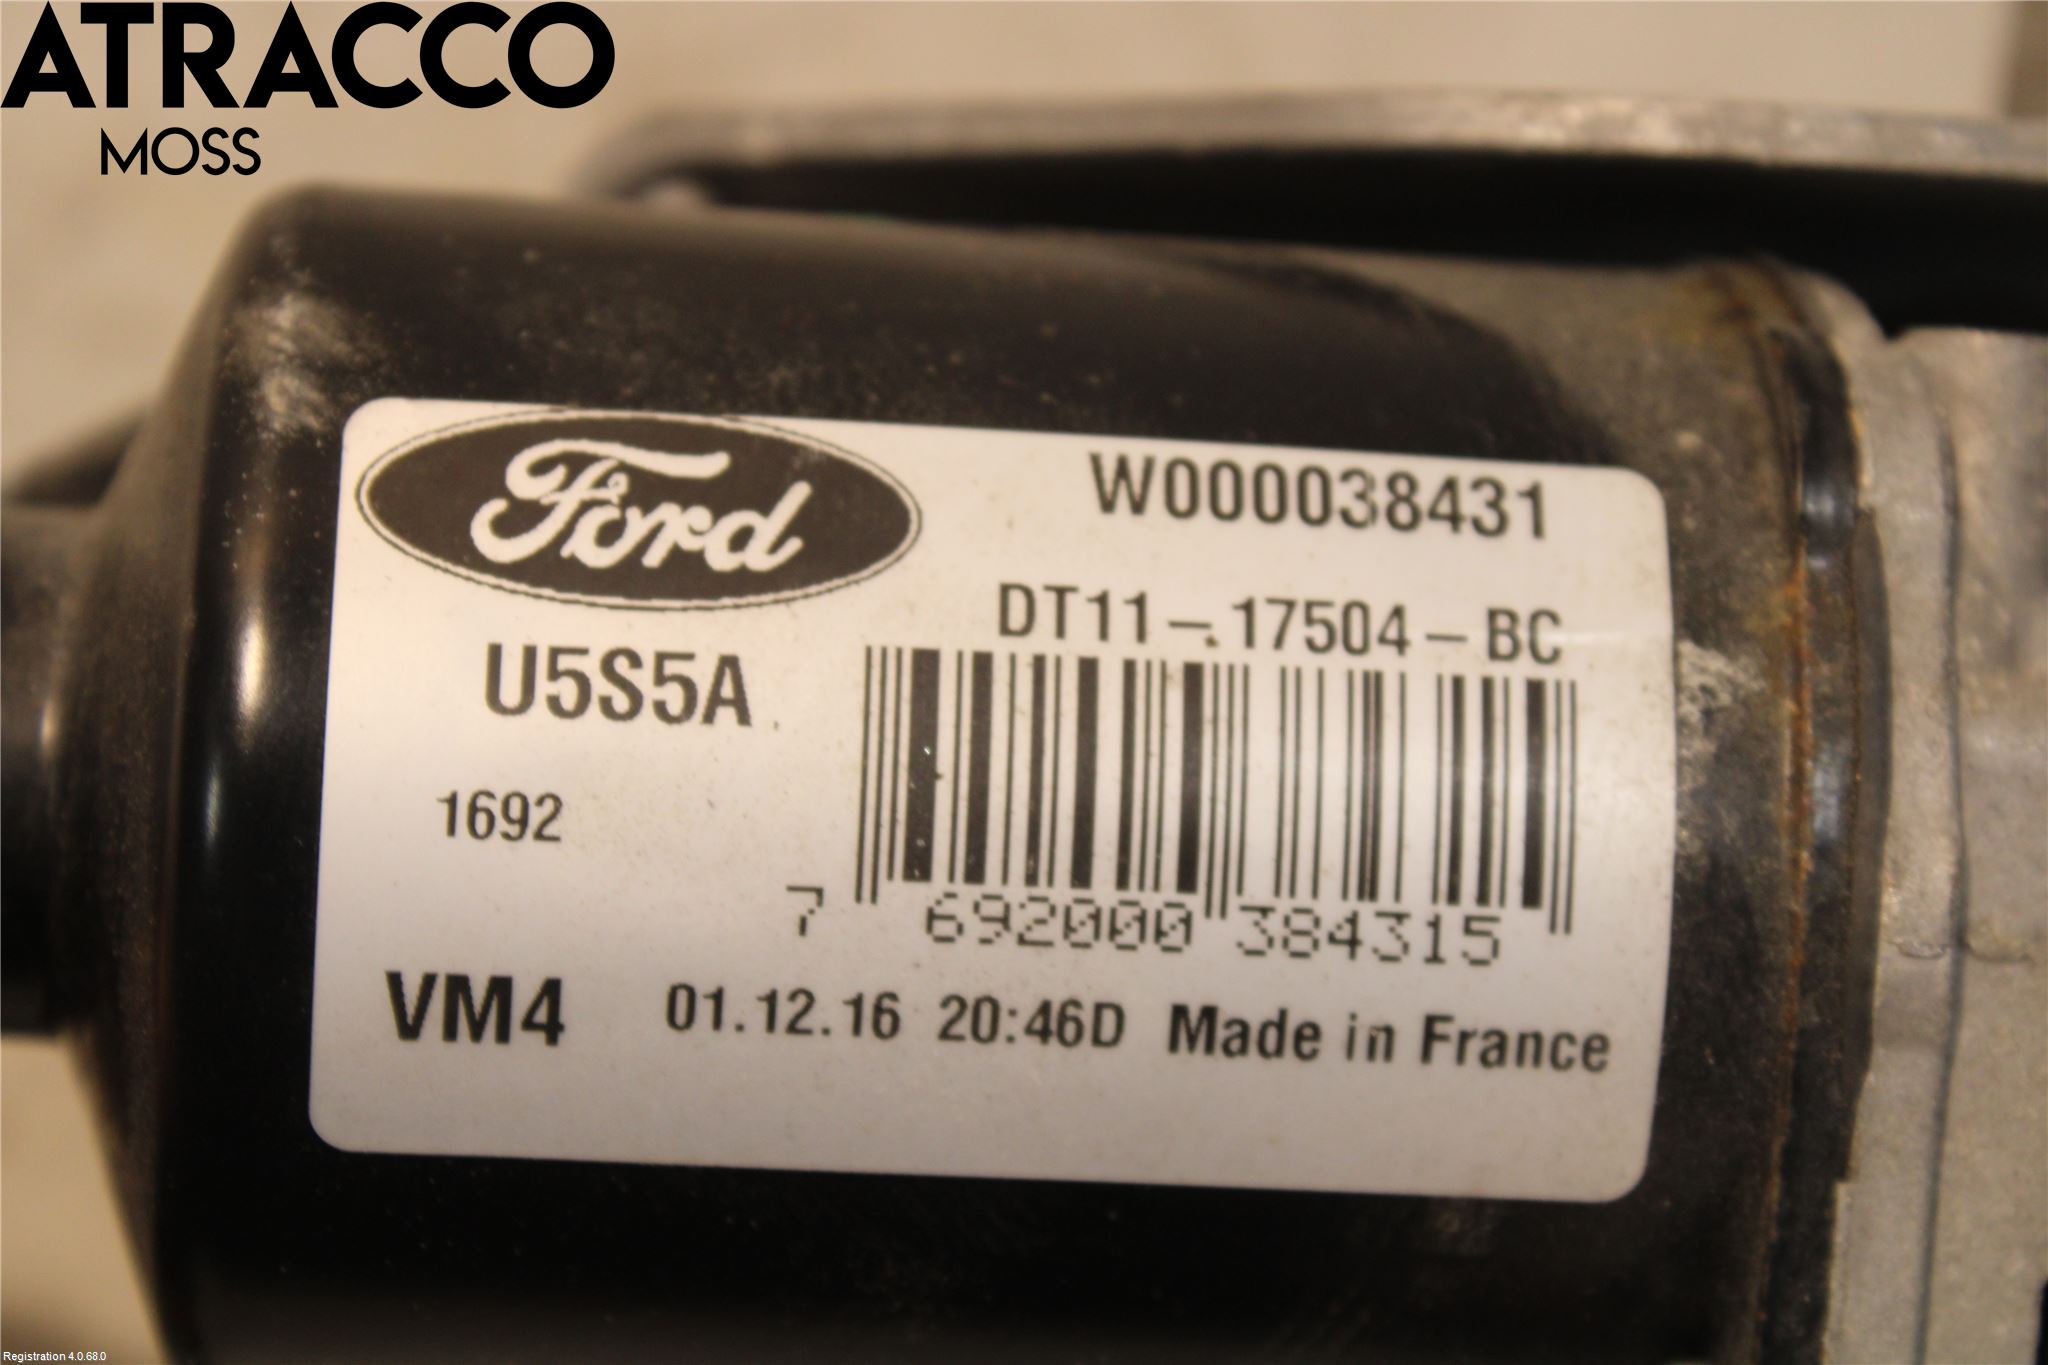 ATRACCO
MOSS
Ford
W000038431
DT11-17504-BC
U5S5A
1692
7 692000 384315
VM4 01.12.16 20:46D Made in France
Registration 4.0.68.0